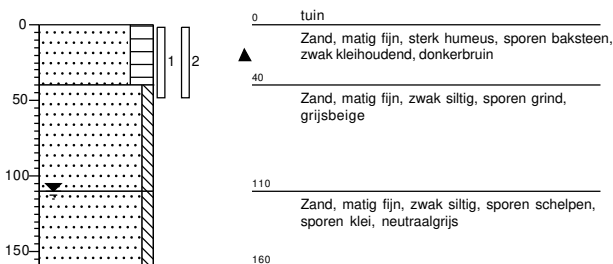 0
50
100
150
1
2
0 tuin
Zand, matig fijn, sterk humeus, sporen baksteen,
zwak kleihoudend, donkerbruin
40
Zand, matig fijn, zwak siltig, sporen grind,
grijsbeige
110
Zand, matig fijn, zwak siltig, sporen schelpen,
sporen klei, neutraalgrijs
160